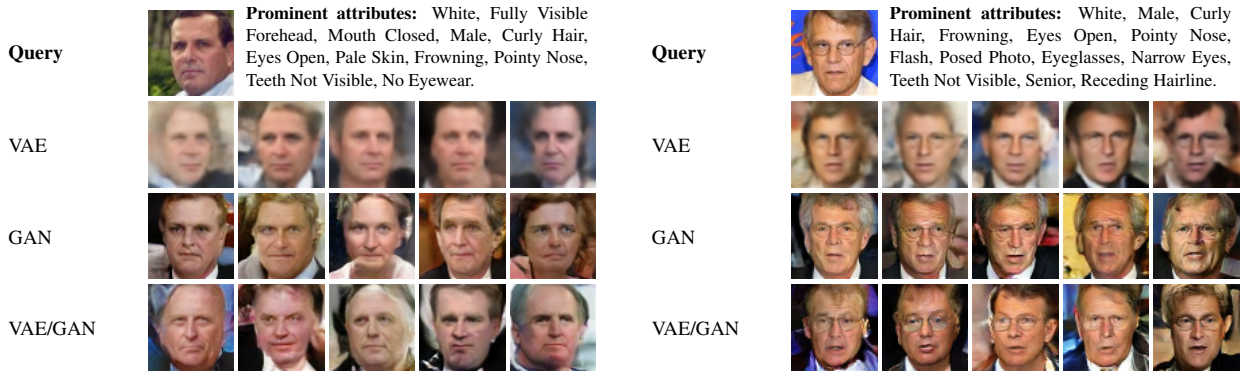 Query
Prominent attributes: White, Fully Visible
Forehead, Mouth Closed, Male, Curly Hair,
Eyes Open, Pale Skin, Frowning, Pointy Nose,
Teeth Not Visible, No Eyewear.
VAE
GAN
VAE/GAN
Query
Prominent attributes: White, Male, Curly
Hair, Frowning, Eyes Open, Pointy Nose,
Flash, Posed Photo, Eyeglasses, Narrow Eyes,
Teeth Not Visible, Senior, Receding Hairline.
VAE
GAN
VAE/GAN